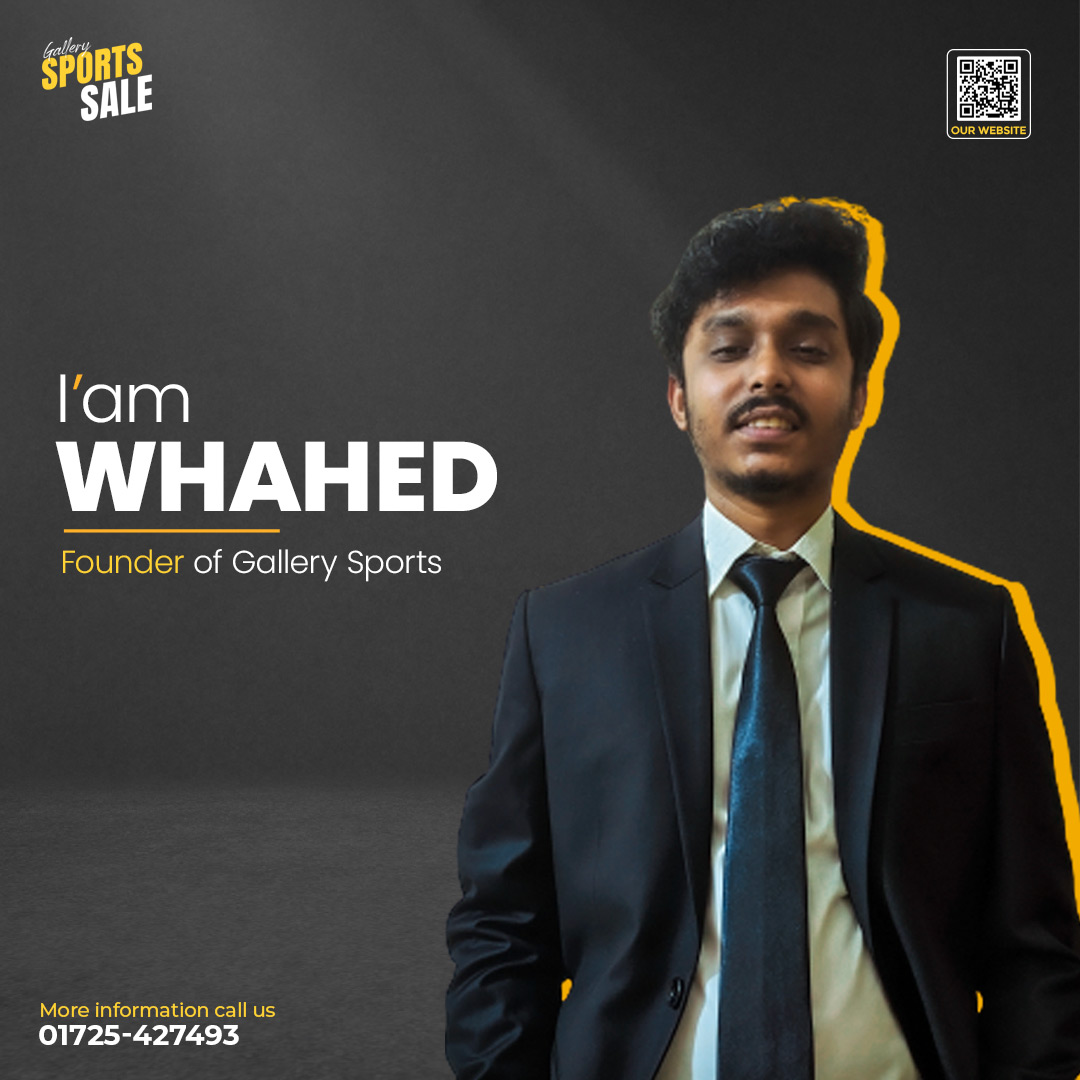 Gallery
SPORTS
SALE
OUR WEBSITE
I'am
WHAHED
Founder of Gallery Sports
More information call us
01725-427493